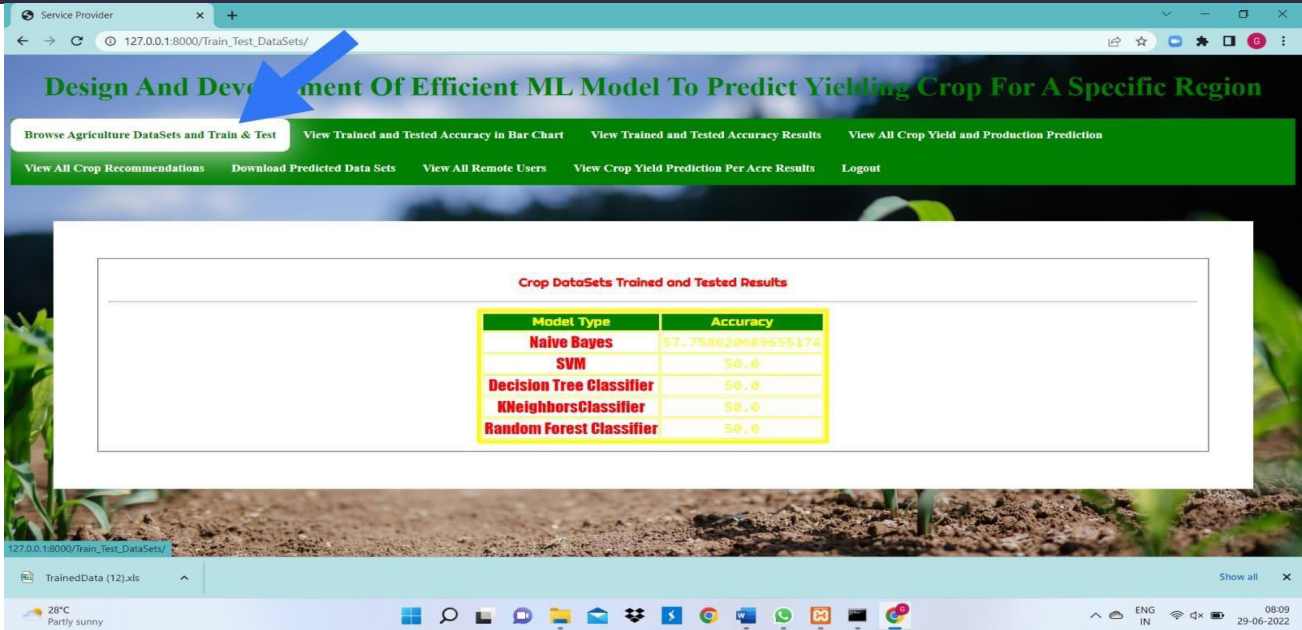 Service Provider
127.0.0.1:8000/Train_Test_DataSets/
G
Design And Development Of Efficient ML Model To Predict Yielding Crop For A Specific Region
Browse Agriculture DataSets and Train & Test View Trained and Tested Accuracy in Bar Chart View Trained and Tested Accuracy Results View All Crop Yield and Production Prediction
View All Crop Recommendations Download Predicted Data Sets View All Remote Users View Crop Yield Prediction Per Acre Results Logout
Crop DataSets Trained and Tested Results
Model Type Accuracy
Naive Bayes 57.758620689655174
SVM 50.0
Decision Tree Classifier 50.0
KNeighborsClassifier 50.0
Random Forest Classifier 50.0
127.0.0.1:8000/Train_Test_DataSets/
TrainedData (12).xls Show all
28°C ENG 08:09
Partly sunny IN 29-06-2022